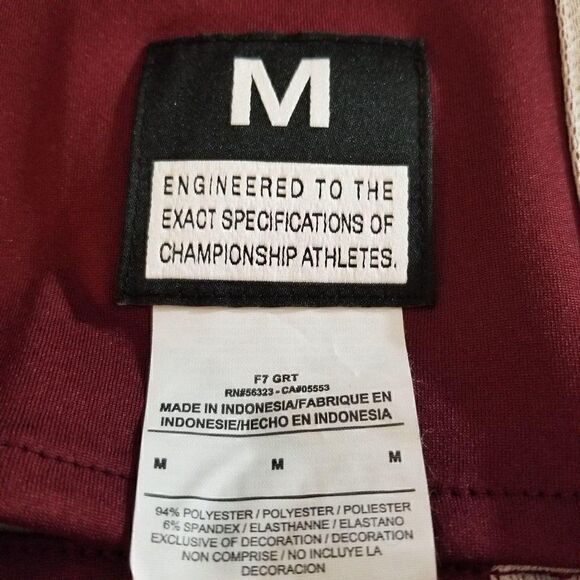 M
ENGINEERED TO THE
EXACT SPECIFICATIONS OF
CHAMPIONSHIP ATHLETES.
F7 GRT
RN#56323 - CA#05553
MADE IN INDONESIA/FABRIQUE EN
INDONESIE/HECHO EN INDONESIA
M M M
94% POLYESTER / POLYESTER / POLIESTER
6% SPANDEX / ELASTHANNE / ELASTANO
EXCLUSIVE OF DECORATION / DECORATION
NON COMPRISE / NO INCLUYE LA
DECORACION